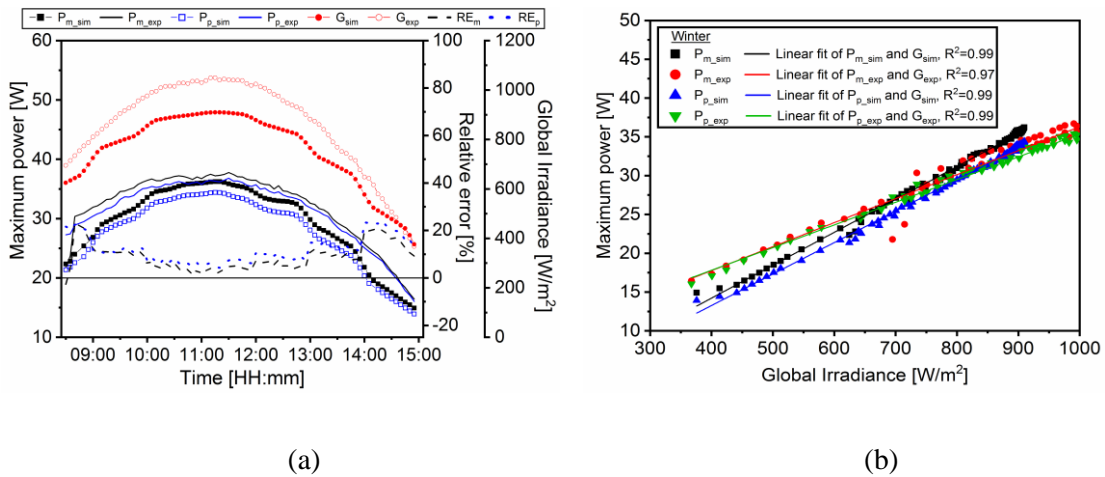 P_m_sim P_m_exp P_p_sim P_p_exp G_sim G_exp RE_m RE_p
60
50
40
30
20
10
Maximum power [W]
100
80
60
40
20
0
-20
Relative error [%]
1200
1000
800
600
400
200
0
Global Irradiance [W/m²]
09:00 10:00 11:00 12:00 13:00 14:00 15:00
Time [HH:mm]
(a)
50
45
40
35
30
25
20
15
10
Maximum power [W]
Winter
P_m_sim Linear fit of P_m_sim and G_sim, R²=0.99
P_m_exp Linear fit of P_m_exp and G_exp, R²=0.97
P_p_sim Linear fit of P_p_sim and G_sim, R²=0.99
P_p_exp Linear fit of P_p_exp and G_exp, R²=0.99
300 400 500 600 700 800 900 1000
Global Irradiance [W/m²]
(b)